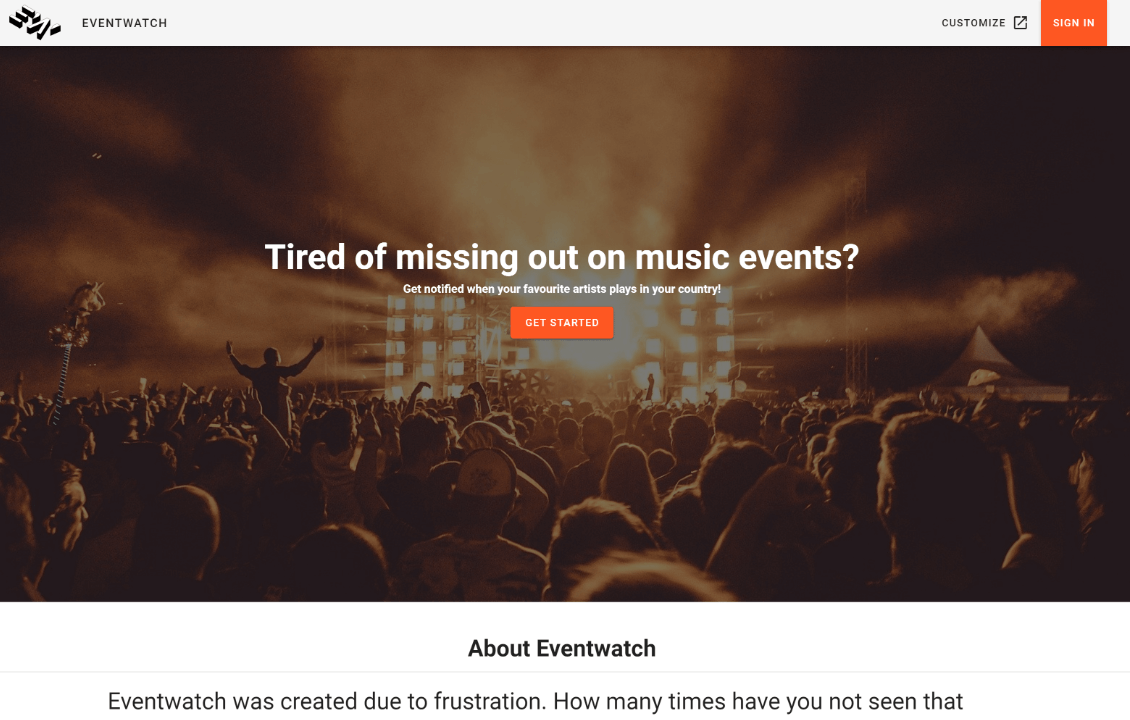 EVENTWATCH
CUSTOMIZE
SIGN IN
Tired of missing out on music events?
Get notified when your favourite artists plays in your country!
GET STARTED
About Eventwatch
Eventwatch was created due to frustration. How many times have you not seen that